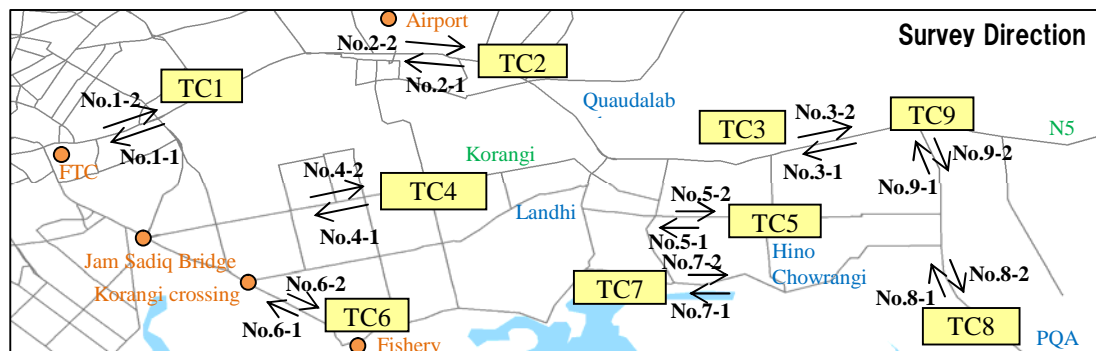 Airport
Survey Direction
No.2-2
TC2
No.2-1
TC1
No.1-2
Quaudalab
No.3-2
TC9
TC3
N5
No.1-1
FTC
Korangi
No.3-1
No.9-2
No.9-1
No.4-2
TC4
No.5-2
Landhi
TC5
No.4-1
No.5-1
Hino
Chowrangi
Jam Sadiq Bridge
No.7-2
Korangi crossing
No.6-2
TC7
No.8-2
No.8-1
No.7-1
No.6-1
TC6
TC8
Fishery
PQA